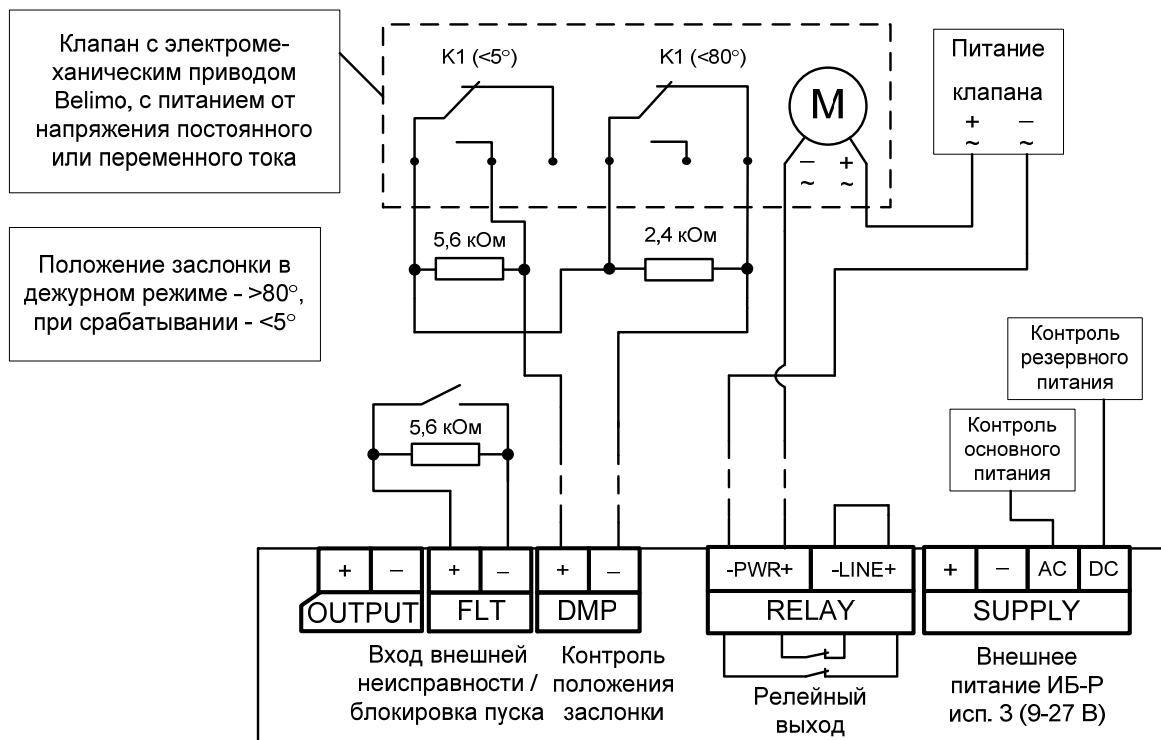 Клапан с электроме-
ханическим приводом
Belimo, с питанием от
напряжения постоянного
или переменного тока
K1 (<5°)
K1 (<80°)
M
− +
~ ~
Питание
клапана
+ −
~ ~
5,6 кОм
2,4 кОм
Положение заслонки в
дежурном режиме - >80°,
при срабатывании - <5°
Контроль
резервного
питания
5,6 кОм
Контроль
основного
питания
+ −
OUTPUT
+ −
FLT
+ −
DMP
-PWR+ -LINE+
RELAY
+ − AC DC
SUPPLY
Вход внешней
неисправности /
блокировка пуска
Контроль
положения
заслонки
Релейный
выход
Внешнее
питание ИБ-Р
исп. 3 (9-27 В)